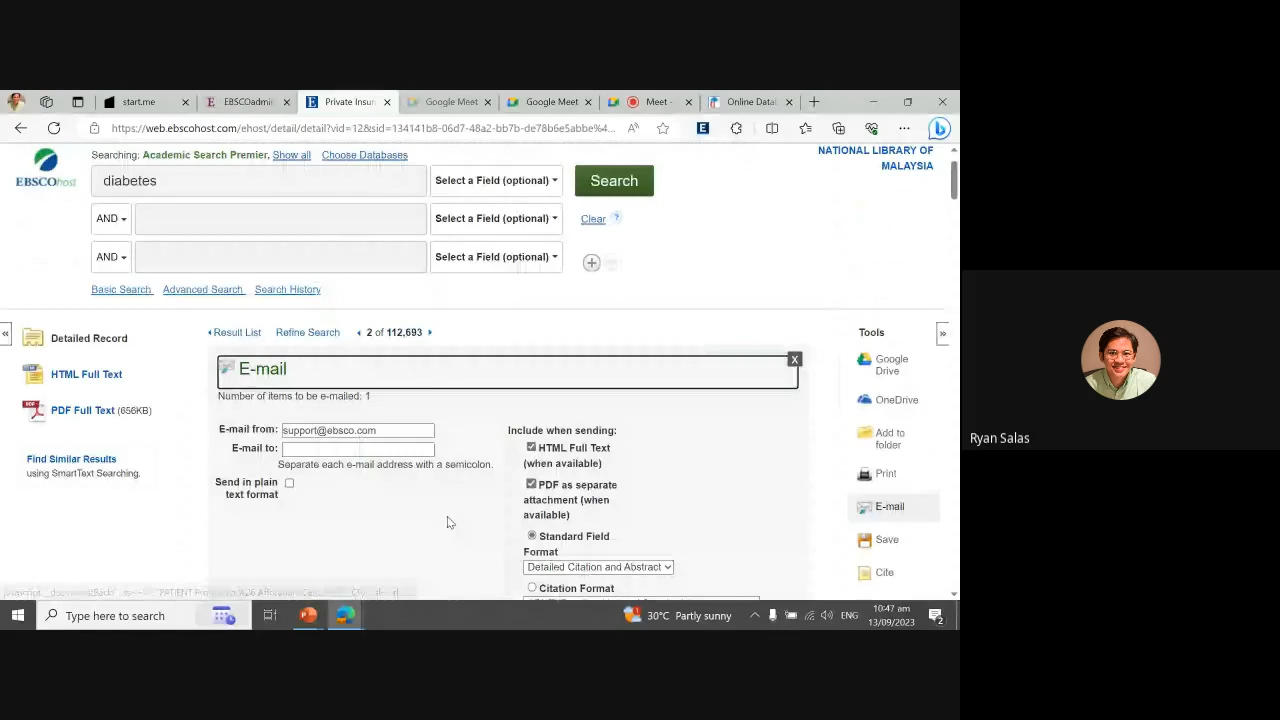 start.me
EBSCOadmin
Private Insur
Google Meet
Google Meet
Meet -
Online Datab
https://web.ebscohost.com/ehost/detail/detail?vid=12&sid=134141b8-06d7-48a2-bb7b-de78b6e5abbe%4...
Searching: Academic Search Premier, Show all Choose Databases
NATIONAL LIBRARY OF
MALAYSIA
EBSCOhost
diabetes
Select a Field (optional)
Search
AND
Select a Field (optional)
Clear ?
AND
Select a Field (optional)
Basic Search Advanced Search Search History
Detailed Record
HTML Full Text
PDF Full Text (656KB)
Find Similar Results
using SmartText Searching.
Result List Refine Search 2 of 112,693
E-mail
X
Number of items to be e-mailed: 1
E-mail from: support@ebsco.com
E-mail to:
Separate each e-mail address with a semicolon.
Send in plain
text format
Include when sending:
HTML Full Text
(when available)
PDF as separate
attachment (when
available)
Standard Field
Format
Detailed Citation and Abstract
Citation Format
Tools
Google
Drive
OneDrive
Add to
folder
Print
E-mail
Save
Cite
Type here to search
30°C Partly sunny
ENG
10:47 am
13/09/2023
2
Ryan Salas